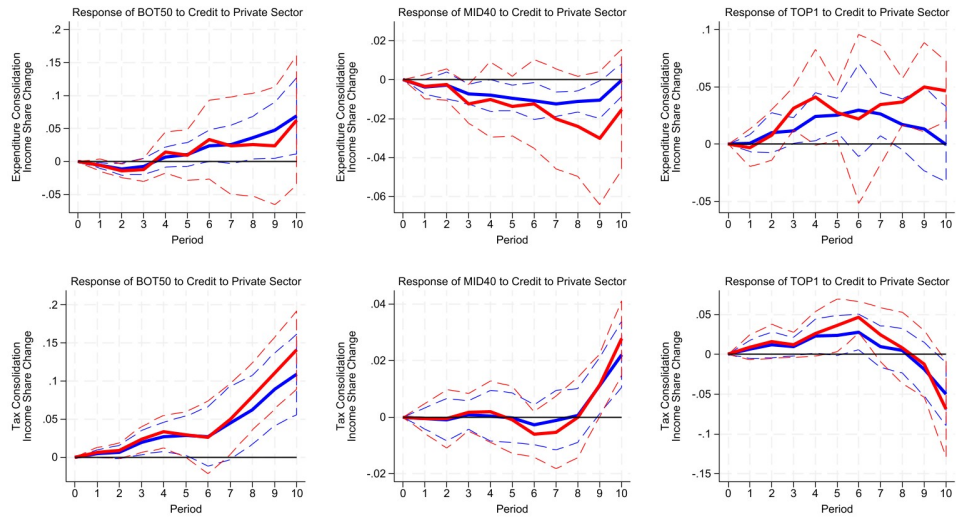 Response of BOT50 to Credit to Private Sector
Expenditure Consolidation
Income Share Change
.2
.15
.1
.05
0
-.05
0 1 2 3 4 5 6 7 8 9 10
Period
Response of MID40 to Credit to Private Sector
Expenditure Consolidation
Income Share Change
.02
0
-.02
-.04
-.06
0 1 2 3 4 5 6 7 8 9 10
Period
Response of TOP1 to Credit to Private Sector
Expenditure Consolidation
Income Share Change
.1
.05
0
-.05
0 1 2 3 4 5 6 7 8 9 10
Period
Response of BOT50 to Credit to Private Sector
Tax Consolidation
Income Share Change
.2
.15
.1
.05
0
0 1 2 3 4 5 6 7 8 9 10
Period
Response of MID40 to Credit to Private Sector
Tax Consolidation
Income Share Change
.04
.02
0
-.02
0 1 2 3 4 5 6 7 8 9 10
Period
Response of TOP1 to Credit to Private Sector
Tax Consolidation
Income Share Change
.05
0
-.05
-.1
-.15
0 1 2 3 4 5 6 7 8 9 10
Period